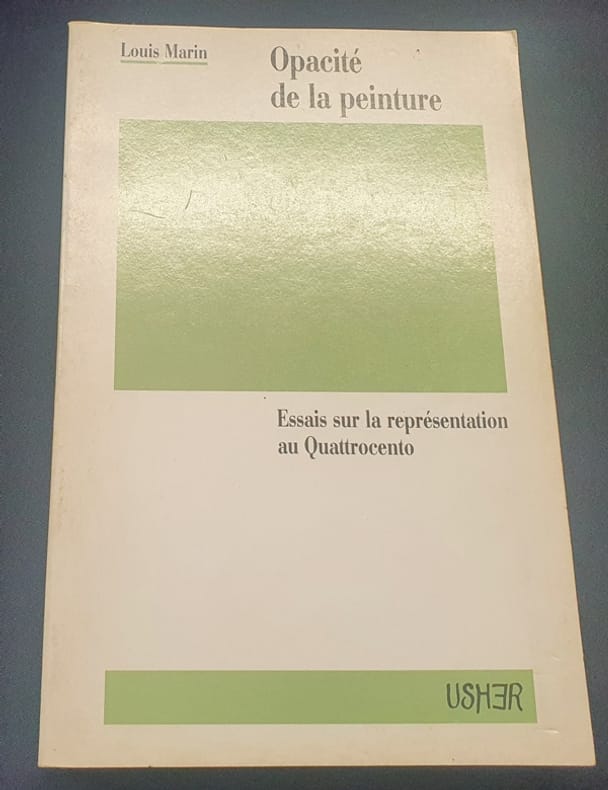 Louis Marin
Opacité
de la peinture
Essais sur la représentation
au Quattrocento
USHER